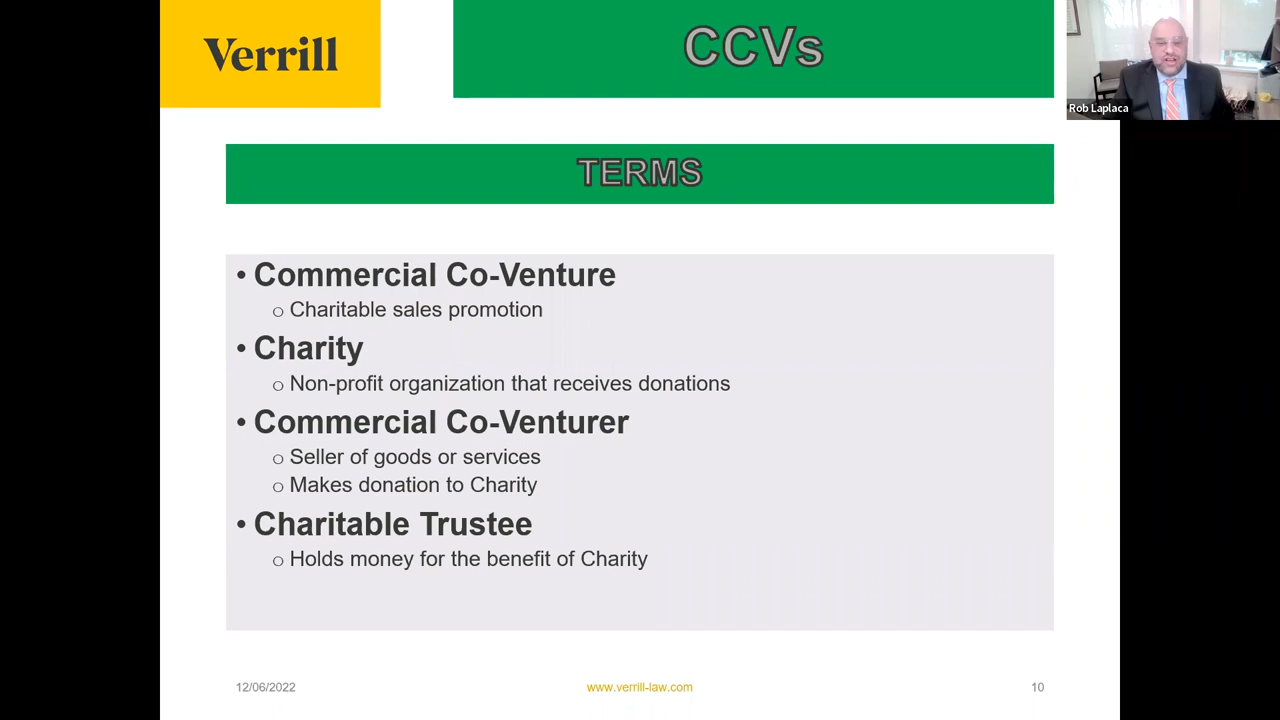 Verrill
CCVs
Rob Laplaca
TERMS
• Commercial Co-Venture
o Charitable sales promotion
• Charity
o Non-profit organization that receives donations
• Commercial Co-Venturer
o Seller of goods or services
o Makes donation to Charity
• Charitable Trustee
o Holds money for the benefit of Charity
12/06/2022
www.verrill-law.com
10